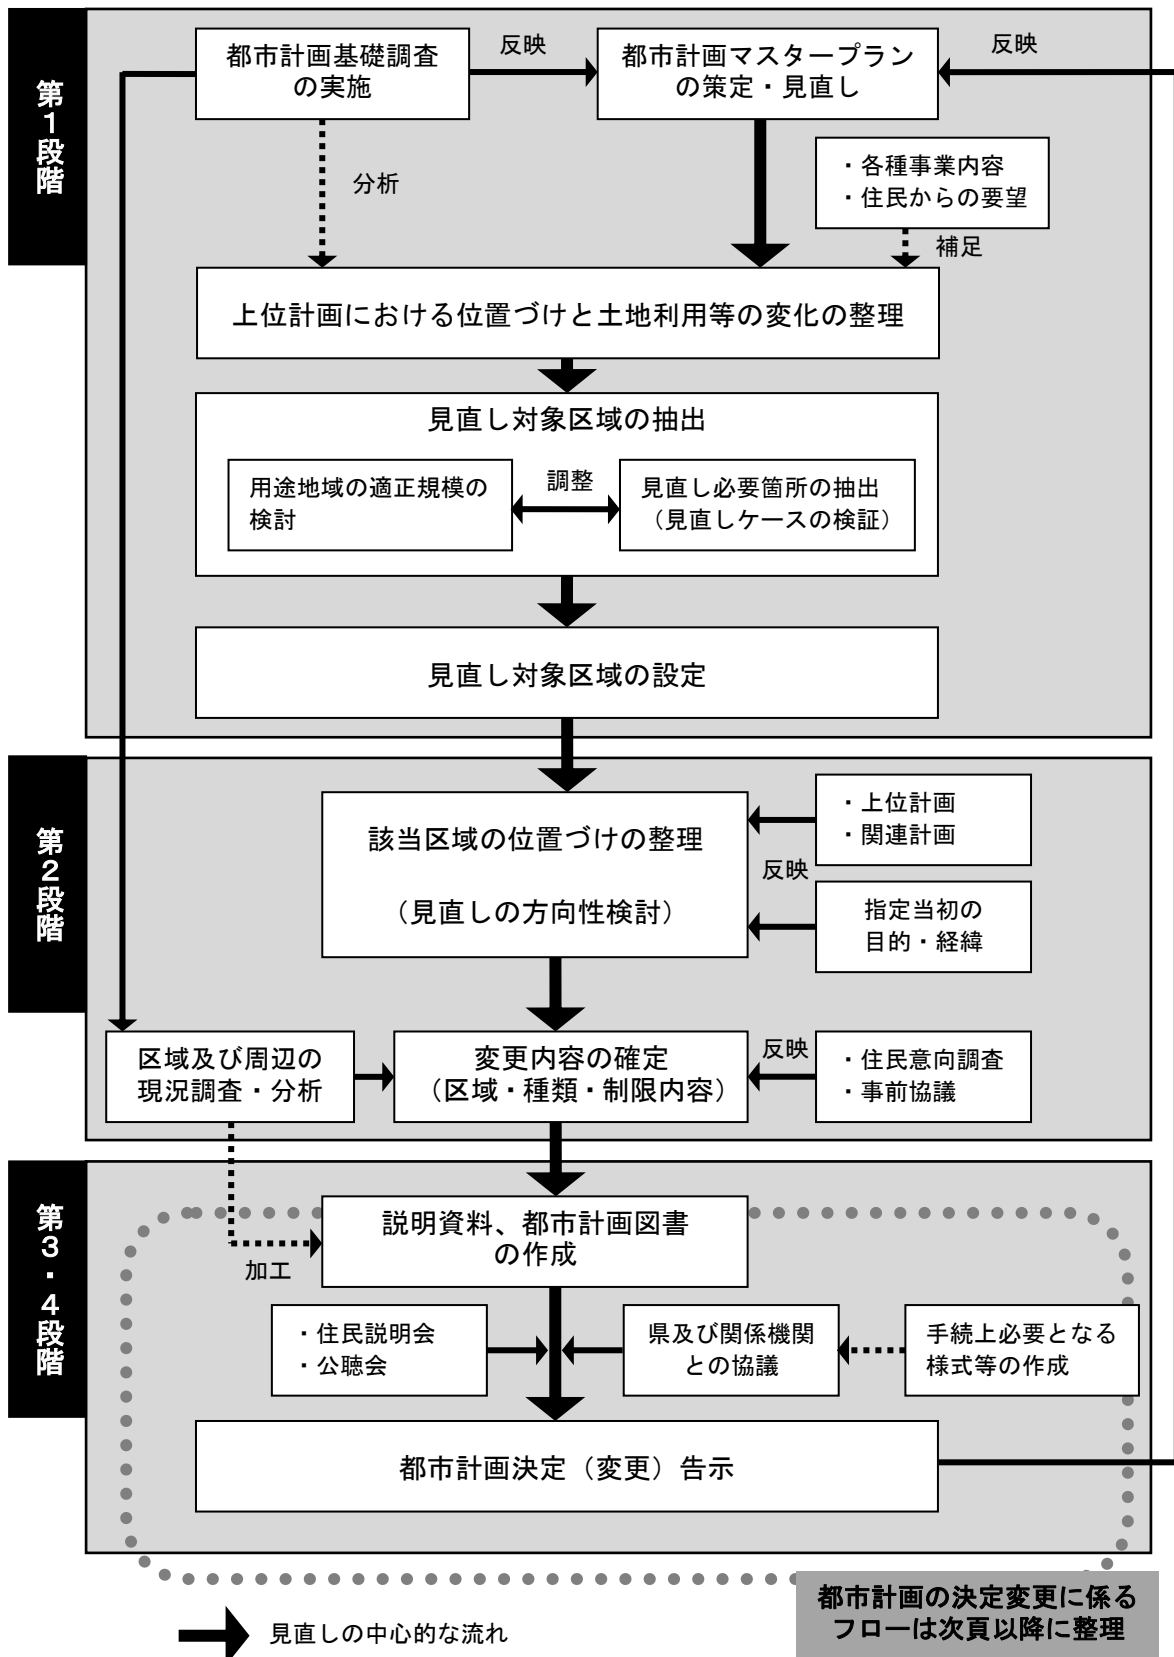 第1段階
都市計画基礎調査
の実施
反映
都市計画マスタープラン
の策定・見直し
反映
分析
・各種事業内容
・住民からの要望
補足
上位計画における位置づけと土地利用等の変化の整理
見直し対象区域の抽出
用途地域の適正規模の
検討
調整
見直し必要箇所の抽出
（見直しケースの検証）
見直し対象区域の設定
第2段階
該当区域の位置づけの整理
（見直しの方向性検討）
・上位計画
・関連計画
反映
指定当初の
目的・経緯
区域及び周辺の
現況調査・分析
変更内容の確定
（区域・種類・制限内容）
反映
・住民意向調査
・事前協議
第3・4段階
説明資料、都市計画図書
の作成
加工
・住民説明会
・公聴会
県及び関係機関
との協議
手続上必要となる
様式等の作成
都市計画決定（変更）告示
都市計画の決定変更に係る
フローは次頁以降に整理
見直しの中心的な流れ